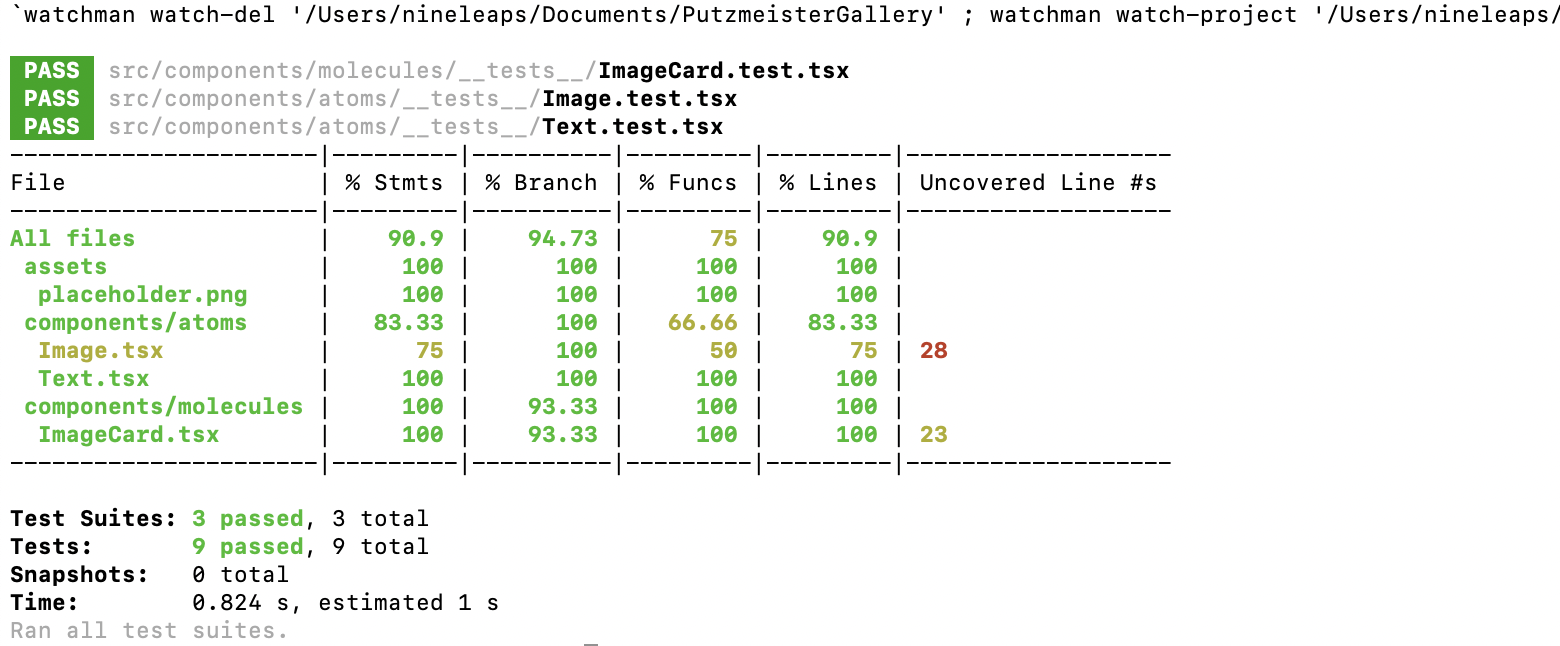 `watchman watch-del '/Users/nineleaps/Documents/PutzmeisterGallery' ; watchman watch-project '/Users/nineleaps/
PASS src/components/molecules/__tests__/ImageCard.test.tsx
PASS src/components/atoms/__tests__/Image.test.tsx
PASS src/components/atoms/__tests__/Text.test.tsx
----------------------|---------|----------|---------|---------|-------------------
File                  | % Stmts | % Branch | % Funcs | % Lines | Uncovered Line #s
----------------------|---------|----------|---------|---------|-------------------
All files             |    90.9 |    94.73 |      75 |    90.9 |
 assets               |     100 |      100 |     100 |     100 |
  placeholder.png     |     100 |      100 |     100 |     100 |
 components/atoms     |   83.33 |      100 |   66.66 |   83.33 |
  Image.tsx           |      75 |      100 |      50 |      75 | 28
  Text.tsx            |     100 |      100 |     100 |     100 |
 components/molecules |     100 |    93.33 |     100 |     100 |
  ImageCard.tsx       |     100 |    93.33 |     100 |     100 | 23
----------------------|---------|----------|---------|---------|-------------------
Test Suites: 3 passed, 3 total
Tests:       9 passed, 9 total
Snapshots:   0 total
Time:        0.824 s, estimated 1 s
Ran all test suites.